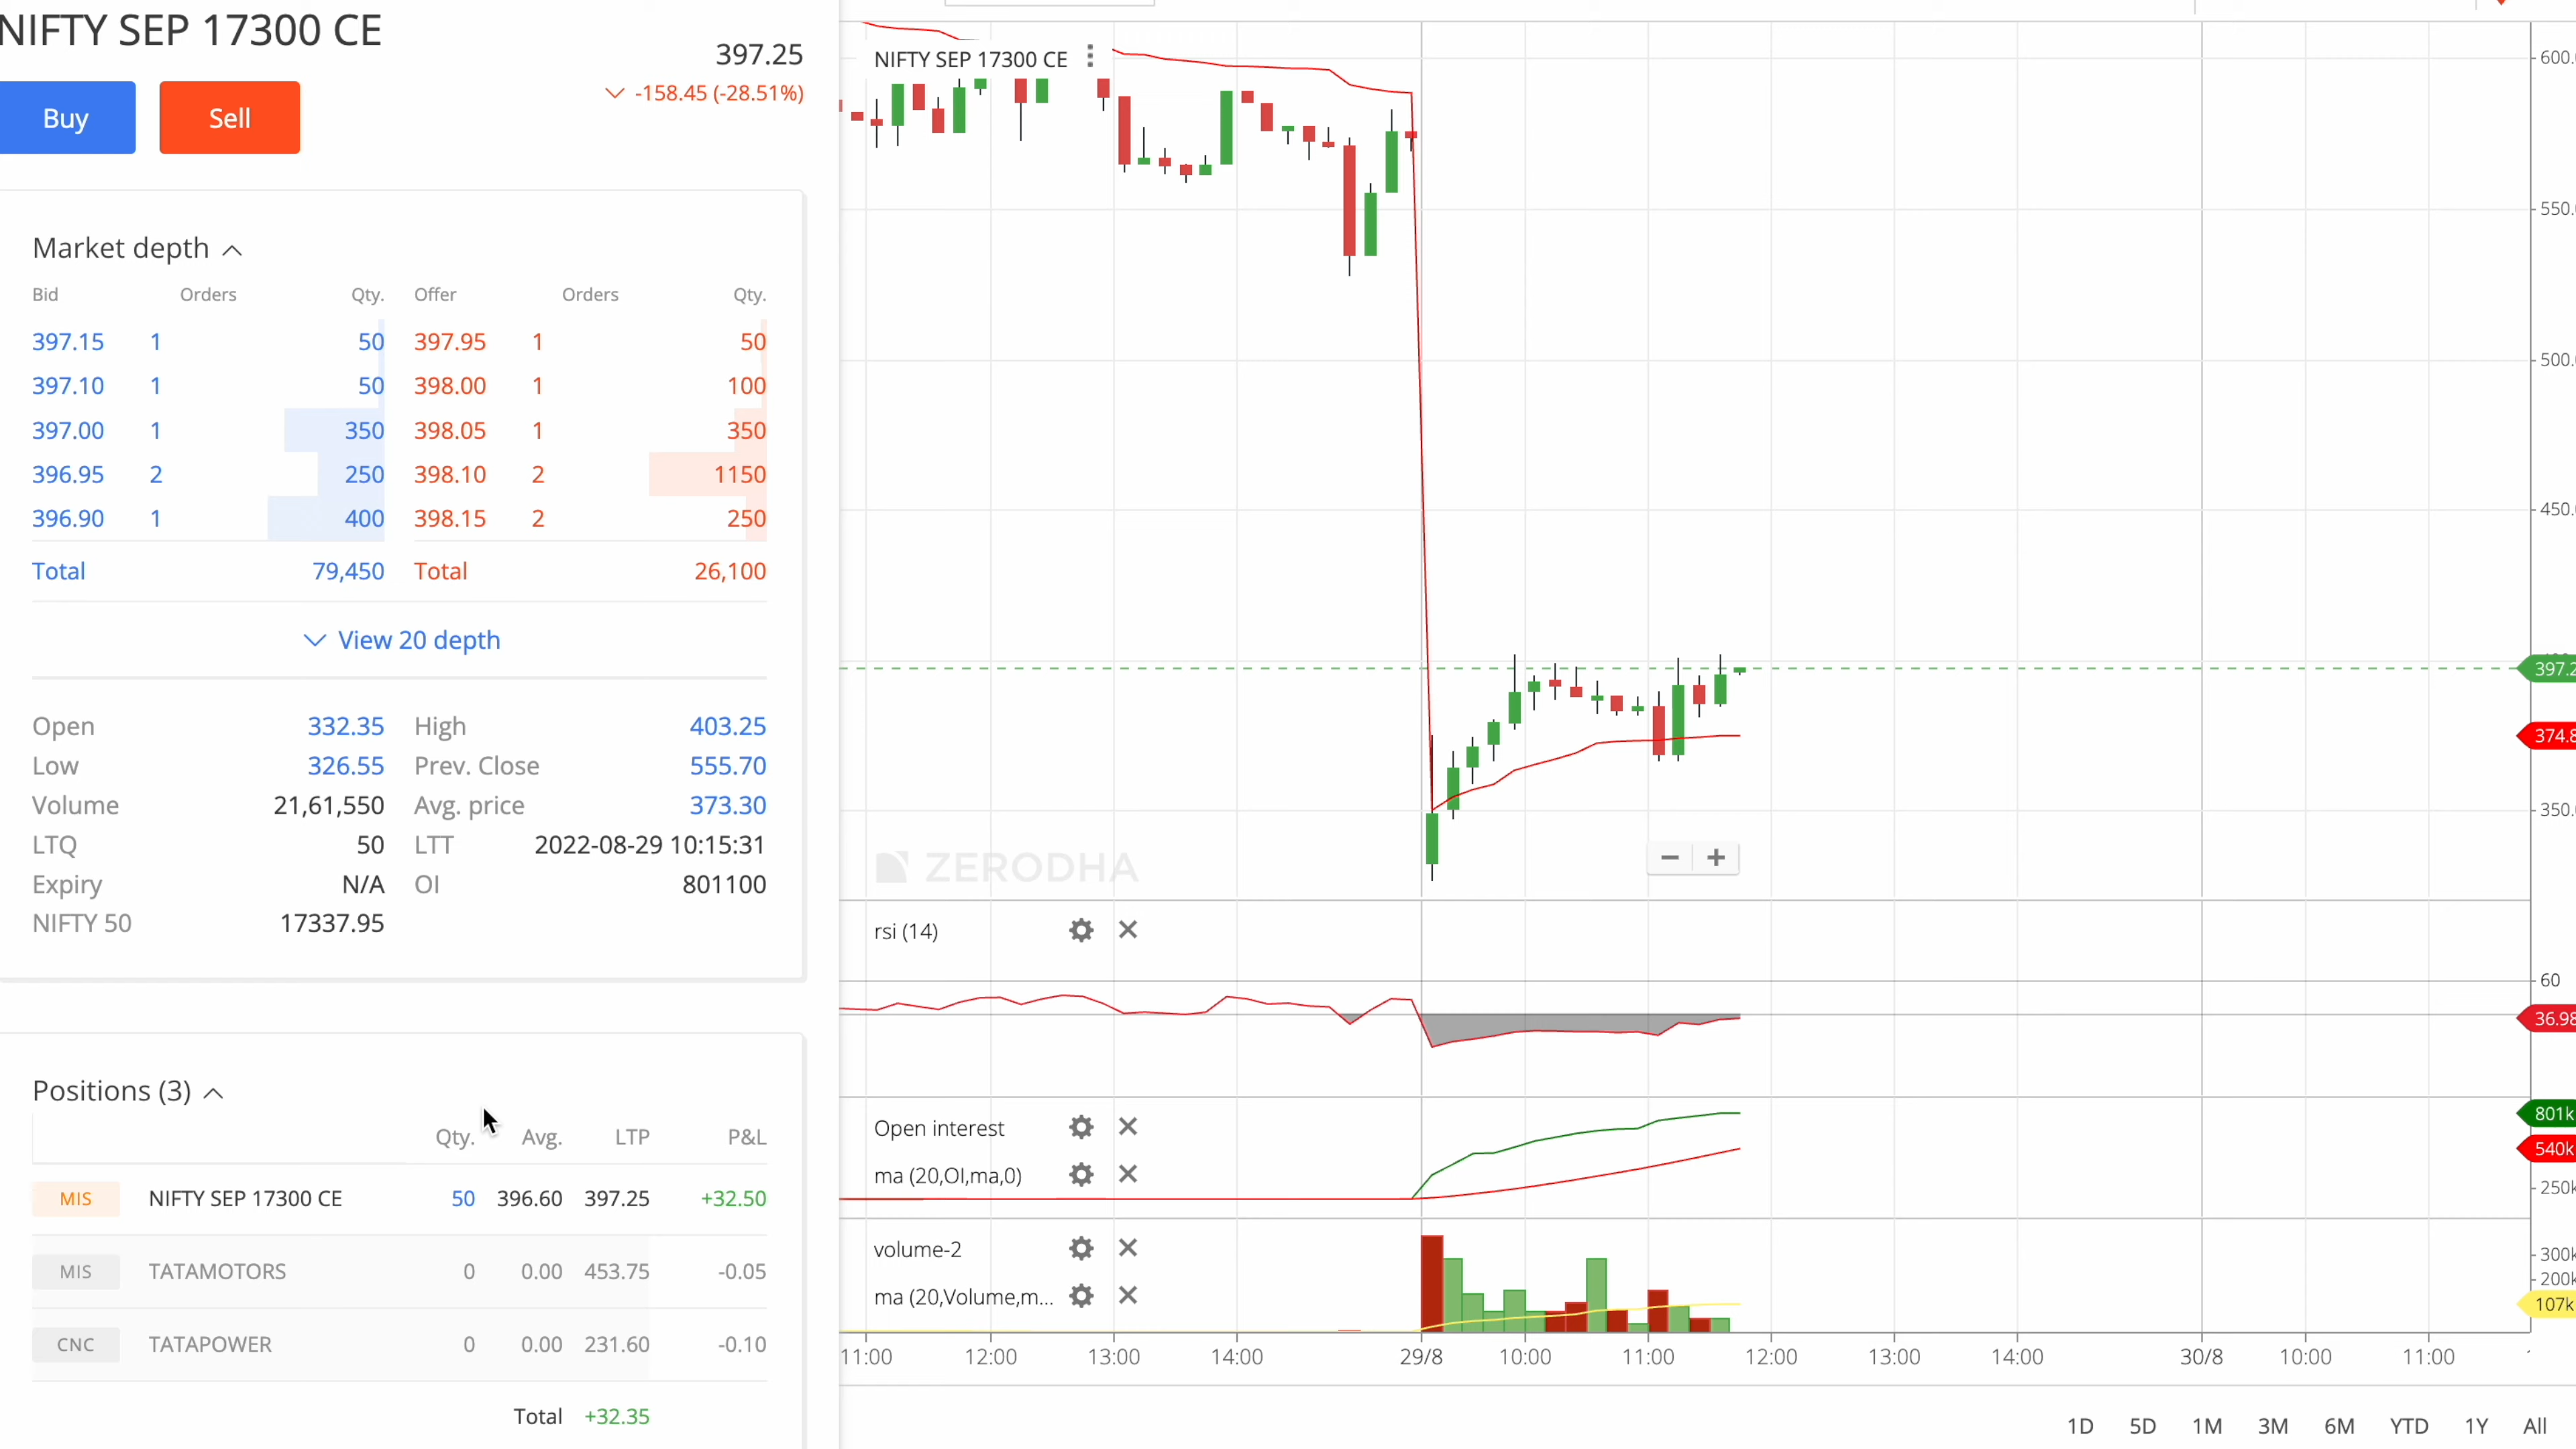 NIFTY SEP 17300 CE
397.25
-158.45 (-28.51%)
Buy Sell
Market depth
Bid Orders Qty. Offer Orders Qty.
397.15 1 50 397.95 1 50
397.10 1 50 398.00 1 100
397.00 1 350 398.05 1 350
396.95 2 250 398.10 2 1150
396.90 1 400 398.15 2 250
Total 79,450 Total 26,100
View 20 depth
Open 332.35 High 403.25
Low 326.55 Prev. Close 555.70
Volume 21,61,550 Avg. price 373.30
LTQ 50 LTT 2022-08-29 10:15:31
Expiry N/A OI 801100
NIFTY 50 17337.95
Positions (3)
Qty. Avg. LTP P&L
MIS NIFTY SEP 17300 CE 50 396.60 397.25 +32.50
MIS TATAMOTORS 0 0.00 453.75 -0.05
CNC TATAPOWER 0 0.00 231.60 -0.10
Total +32.35
NIFTY SEP 17300 CE
600.
550.
500.
450.
397.2
374.8
350.
ZERODHA
rsi (14)
60
36.98
Open interest
801k
540k
ma (20,OI,ma,0)
250k
volume-2
300k
200k
ma (20,Volume,m...
107k
11:00 12:00 13:00 14:00 29/8 10:00 11:00 12:00 13:00 14:00 30/8 10:00 11:00
1D 5D 1M 3M 6M YTD 1Y All